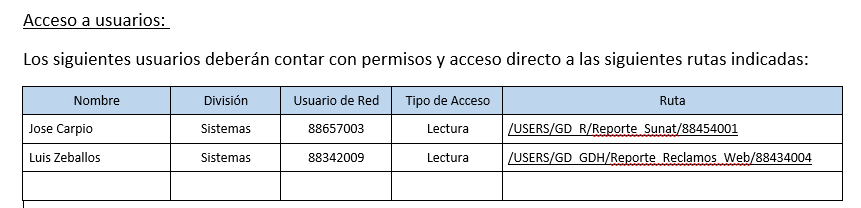 Acceso a usuarios:
Los siguientes usuarios deberán contar con permisos y acceso directo a las siguientes rutas indicadas:
Nombre División Usuario de Red Tipo de Acceso Ruta
Jose Carpio Sistemas 88657003 Lectura /USERS/GD_R/Reporte_Sunat/88454001
Luis Zeballos Sistemas 88342009 Lectura /USERS/GD_GDH/Reporte_Reclamos_Web/88434004